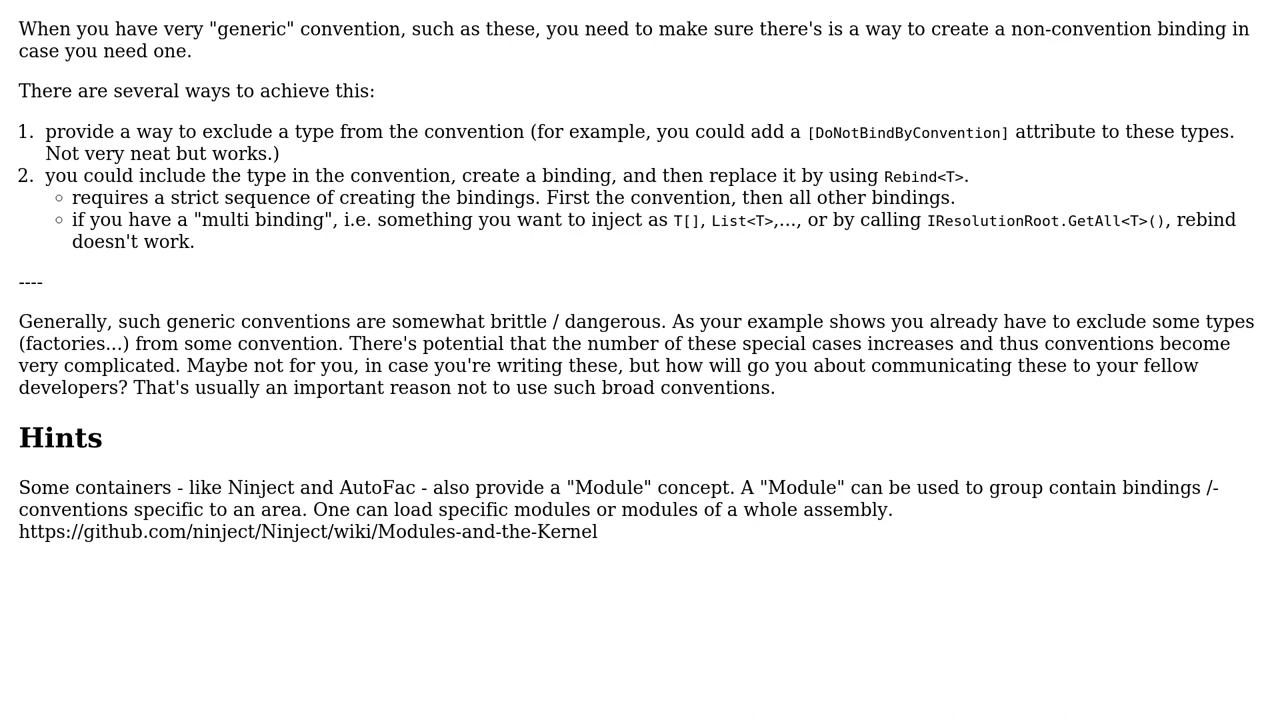 When you have very "generic" convention, such as these, you need to make sure there's is a way to create a non-convention binding in
case you need one.
There are several ways to achieve this:
1. provide a way to exclude a type from the convention (for example, you could add a [DoNotBindByConvention] attribute to these types.
Not very neat but works.)
2. you could include the type in the convention, create a binding, and then replace it by using Rebind<T>.
◦ requires a strict sequence of creating the bindings. First the convention, then all other bindings.
◦ if you have a "multi binding", i.e. something you want to inject as T[], List<T>,..., or by calling IResolutionRoot.GetAll<T>(), rebind
doesn't work.
----
Generally, such generic conventions are somewhat brittle / dangerous. As your example shows you already have to exclude some types
(factories...) from some convention. There's potential that the number of these special cases increases and thus conventions become
very complicated. Maybe not for you, in case you're writing these, but how will go you about communicating these to your fellow
developers? That's usually an important reason not to use such broad conventions.
Hints
Some containers - like Ninject and AutoFac - also provide a "Module" concept. A "Module" can be used to group contain bindings /-
conventions specific to an area. One can load specific modules or modules of a whole assembly.
https://github.com/ninject/Ninject/wiki/Modules-and-the-Kernel